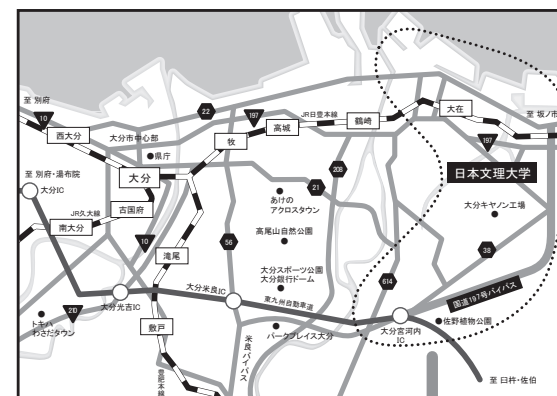 至 別府
10
西大分
大分市中心部
県庁
22
197
JR日豊本線
牧
高城
鶴崎
大在
至 坂ノ市
197
至 別府・湯布院
大分IC
大分
JR久大線
古国府
南大分
10
あけの
アクロスタウン
21
208
日本文理大学
大分キヤノン工場
高尾山自然公園
56
滝尾
大分スポーツ公園
大分銀行ドーム
38
大分米良IC
東九州自動車道
614
国道197号バイパス
210
大分光吉IC
敷戸
トキハ
わさだタウン
米良バイパス
パークプレイス大分
大分宮河内
IC
佐野植物公園
豊肥本線
至 臼杵・佐伯